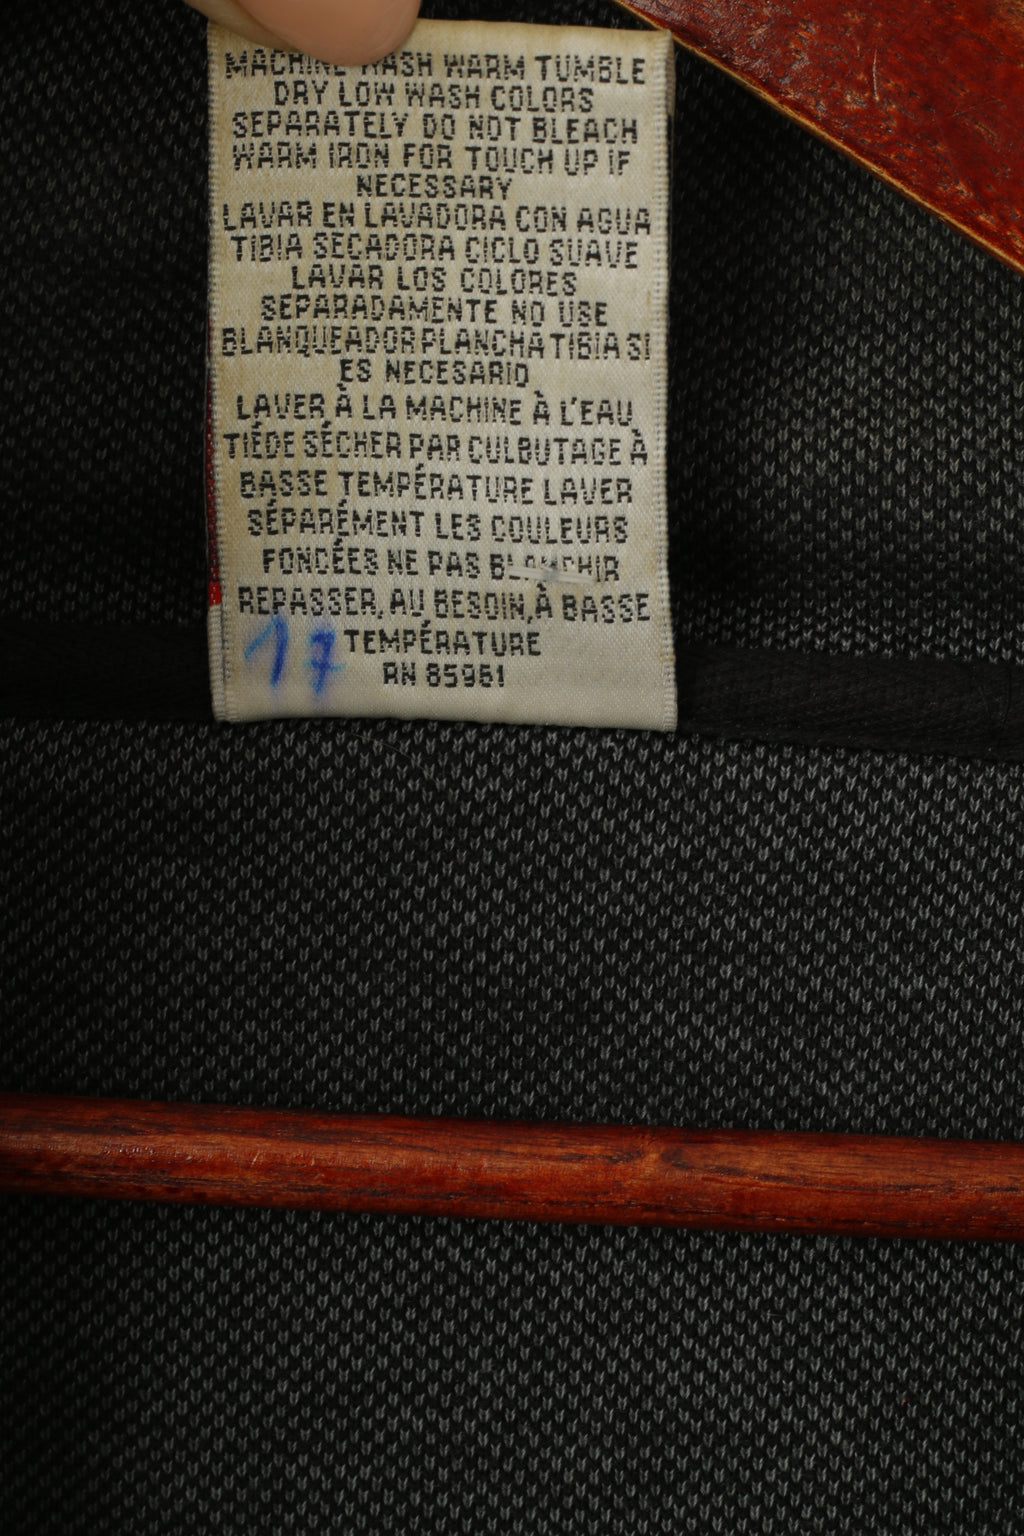 MACHINE WASH WARM TUMBLE
DRY LOW WASH COLORS
SEPARATELY DO NOT BLEACH
WARM IRON FOR TOUCH UP IF
NECESSARY
LAVAR EN LAVADORA CON AGUA
TIBIA SECADORA CICLO SUAVE
LAVAR LOS COLORES
SEPARADAMENTE NO USE
BLANQUEADOR PLANCHA TIBIA SI
ES NECESARIO
LAVER À LA MACHINE À L'EAU
TIÉDE SÉCHER PAR CULBUTAGE À
BASSE TEMPÉRATURE LAVER
SÉPARÉMENT LES COULEURS
FONCÉES NE PAS BLANCHIR
REPASSER, AU BESOIN, À BASSE
TEMPÉRATURE
17
RN 85961